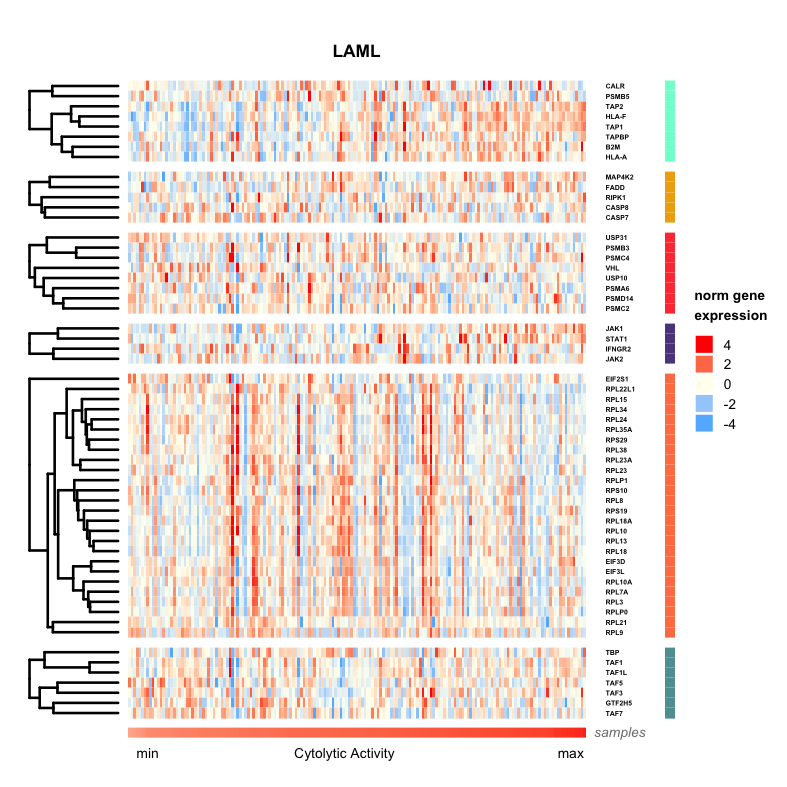 LAML
CALR
PSMB5
TAP2
HLA-F
TAP1
TAPBP
B2M
HLA-A
MAP4K2
FADD
RIPK1
CASP8
CASP7
USP31
PSMB3
PSMC4
VHL
USP10
PSMA6
PSMD14
PSMC2
JAK1
STAT1
IFNGR2
JAK2
EIF2S1
RPL22L1
RPL15
RPL34
RPL24
RPL35A
RPS29
RPL38
RPL23A
RPL23
RPLP1
RPS10
RPL8
RPS19
RPL18A
RPL10
RPL13
RPL18
EIF3D
EIF3L
RPL10A
RPL7A
RPL3
RPLP0
RPL21
RPL9
TBP
TAF1
TAF1L
TAF5
TAF3
GTF2H5
TAF7
samples
min Cytolytic Activity max
norm gene
expression
4
2
0
-2
-4